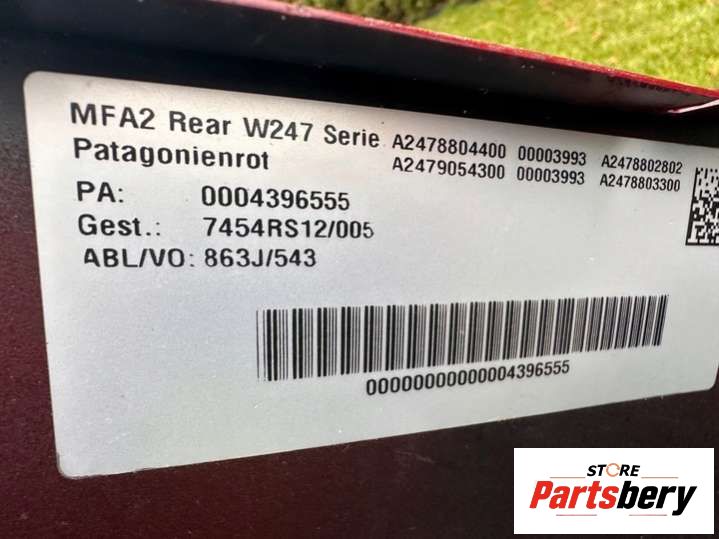 MFA2 Rear W247 Serie A2478804400 00003993 A2478802802
Patagonienrot A2479054300 00003993 A2478803300
PA: 0004396555
Gest.: 7454RS12/005
ABL/VO: 863J/543
00000000000004396555
STORE
Partsbery